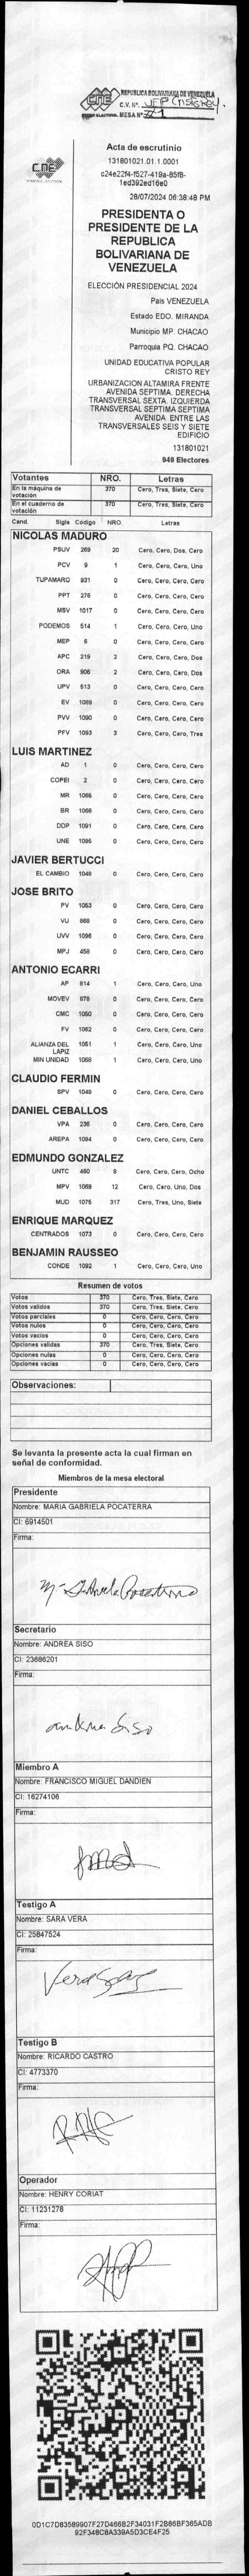 CNE
REPUBLICA BOLIVARIANA DE VENEZUELA
C.V. Nº. UEP Cristo Rey.
MESA Nº 1
CNE
Acta de escrutinio
131801021.01.1.0001
c24e22f4-f527-419a-85f8-
1ed392ed16e0
28/07/2024 06:38:48 PM
PRESIDENTA O
PRESIDENTE DE LA
REPUBLICA
BOLIVARIANA DE
VENEZUELA
ELECCIÓN PRESIDENCIAL 2024
Pais VENEZUELA
Estado EDO. MIRANDA
Municipio MP. CHACAO
Parroquia PQ. CHACAO
UNIDAD EDUCATIVA POPULAR
CRISTO REY
URBANIZACION ALTAMIRA FRENTE
AVENIDA SEPTIMA. DERECHA
TRANSVERSAL SEXTA. IZQUIERDA
TRANSVERSAL SEPTIMA SEPTIMA
AVENIDA ENTRE LAS
TRANSVERSALES SEIS Y SIETE
EDIFICIO
131801021
949 Electores
Votantes NRO. Letras
En la máquina de votación 370 Cero, Tres, Siete, Cero
En el cuaderno de votación 370 Cero, Tres, Siete, Cero
Cand. Sigla Código NRO. Letras
NICOLAS MADURO
PSUV 269 20 Cero, Cero, Dos, Cero
PCV 9 1 Cero, Cero, Cero, Uno
TUPAMARO 931 0 Cero, Cero, Cero, Cero
PPT 276 0 Cero, Cero, Cero, Cero
MSV 1017 0 Cero, Cero, Cero, Cero
PODEMOS 514 1 Cero, Cero, Cero, Uno
MEP 6 0 Cero, Cero, Cero, Cero
APC 219 2 Cero, Cero, Cero, Dos
ORA 906 2 Cero, Cero, Cero, Dos
UPV 513 0 Cero, Cero, Cero, Cero
EV 1089 0 Cero, Cero, Cero, Cero
PVV 1090 0 Cero, Cero, Cero, Cero
PFV 1093 3 Cero, Cero, Cero, Tres
LUIS MARTINEZ
AD 1 0 Cero, Cero, Cero, Cero
COPEI 2 0 Cero, Cero, Cero, Cero
MR 1065 0 Cero, Cero, Cero, Cero
BR 1066 0 Cero, Cero, Cero, Cero
DDP 1091 0 Cero, Cero, Cero, Cero
UNE 1095 0 Cero, Cero, Cero, Cero
JAVIER BERTUCCI
EL CAMBIO 1048 0 Cero, Cero, Cero, Cero
JOSE BRITO
PV 1053 0 Cero, Cero, Cero, Cero
VU 868 0 Cero, Cero, Cero, Cero
UVV 1096 0 Cero, Cero, Cero, Cero
MPJ 458 0 Cero, Cero, Cero, Cero
ANTONIO ECARRI
AP 814 1 Cero, Cero, Cero, Uno
MOVEV 878 0 Cero, Cero, Cero, Cero
CMC 1050 0 Cero, Cero, Cero, Cero
FV 1062 0 Cero, Cero, Cero, Cero
ALIANZA DEL LAPIZ 1051 1 Cero, Cero, Cero, Uno
MIN UNIDAD 1068 1 Cero, Cero, Cero, Uno
CLAUDIO FERMIN
SPV 1049 0 Cero, Cero, Cero, Cero
DANIEL CEBALLOS
VPA 236 0 Cero, Cero, Cero, Cero
AREPA 1094 0 Cero, Cero, Cero, Cero
EDMUNDO GONZALEZ
UNTC 460 8 Cero, Cero, Cero, Ocho
MPV 1069 12 Cero, Cero, Uno, Dos
MUD 1075 317 Cero, Tres, Uno, Siete
ENRIQUE MARQUEZ
CENTRADOS 1073 0 Cero, Cero, Cero, Cero
BENJAMIN RAUSSEO
CONDE 1092 1 Cero, Cero, Cero, Uno
Resumen de votos
Votos 370 Cero, Tres, Siete, Cero
Votos validos 370 Cero, Tres, Siete, Cero
Votos parciales 0 Cero, Cero, Cero, Cero
Votos nulos 0 Cero, Cero, Cero, Cero
Votos vacios 0 Cero, Cero, Cero, Cero
Opciones validas 370 Cero, Tres, Siete, Cero
Opciones nulas 0 Cero, Cero, Cero, Cero
Opciones vacias 0 Cero, Cero, Cero, Cero
Observaciones:
Se levanta la presente acta la cual firman en
señal de conformidad.
Miembros de la mesa electoral
Presidente
Nombre: MARIA GABRIELA POCATERRA
CI: 6914501
Firma:
Secretario
Nombre: ANDREA SISO
CI: 23686201
Firma:
andrea Siso
Miembro A
Nombre: FRANCISCO MIGUEL DANDIEN
CI: 16274106
Firma:
Testigo A
Nombre: SARA VERA
CI: 25847524
Firma:
Testigo B
Nombre: RICARDO CASTRO
CI: 4773370
Firma:
Operador
Nombre: HENRY CORIAT
CI: 11231278
Firma:
0D1C7D83589907F27D466B2F34031F2B86BF365ADB
92F348C8A339A5D3CE4F25